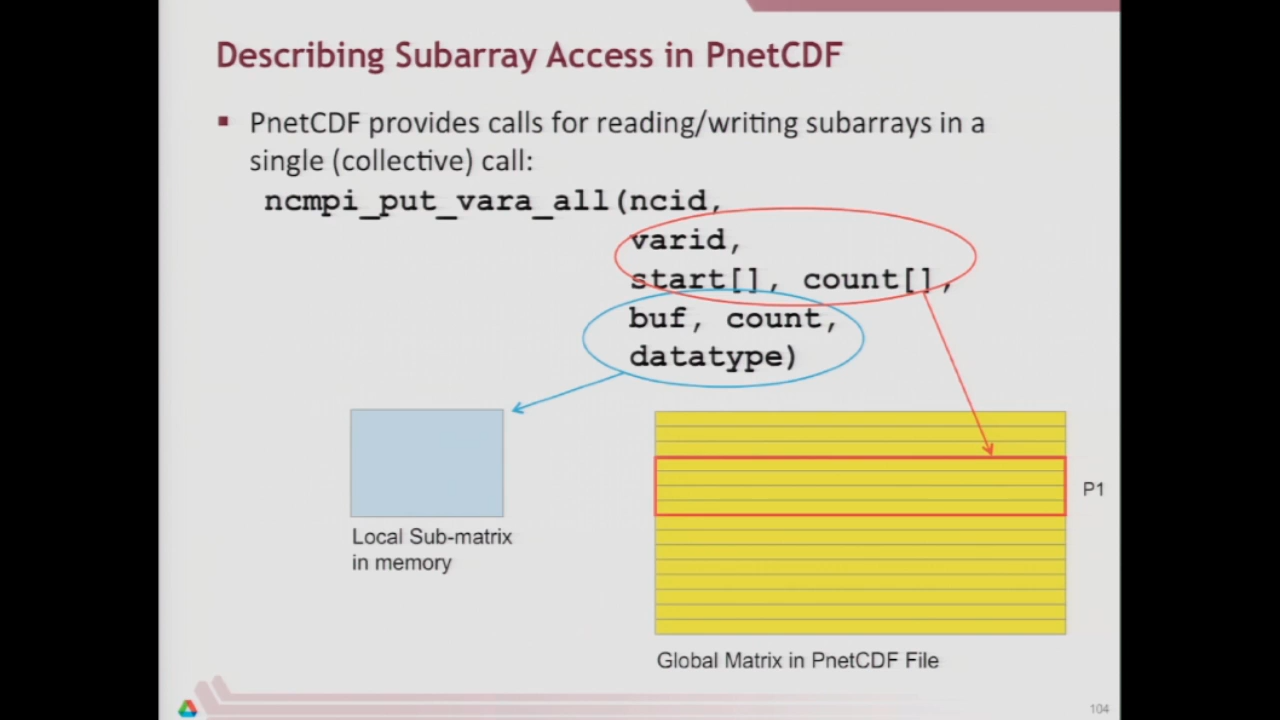 Describing Subarray Access in PnetCDF
PnetCDF provides calls for reading/writing subarrays in a
single (collective) call:
ncmpi_put_vara_all(ncid,
varid,
start[], count[],
buf, count,
datatype)
P1
Local Sub-matrix
in memory
Global Matrix in PnetCDF File
104